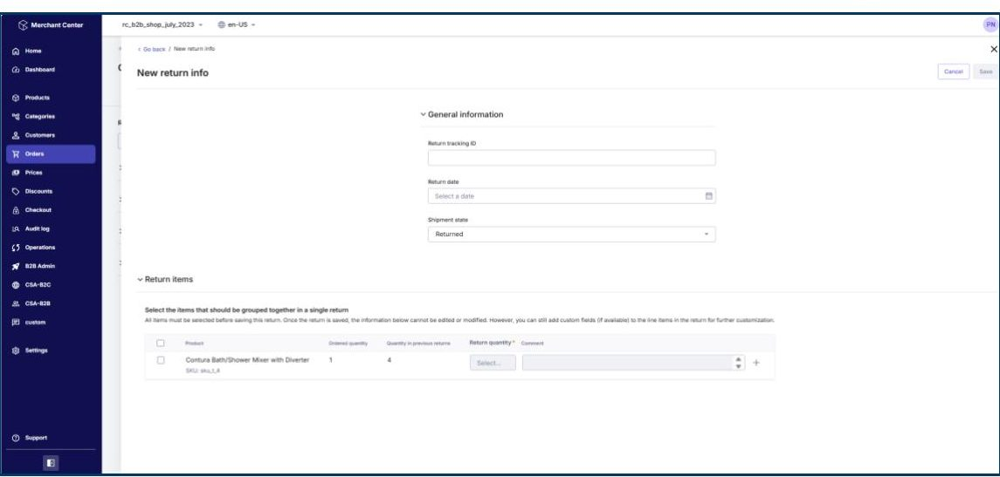 Merchant Center
rc_b2b_shop_july_2023
en-US
PN
Home
Dashboard
Products
Categories
Customers
Orders
Prices
Discounts
Checkout
Audit log
Operations
B2B Admin
CSA-B2C
CSA-B2B
custom
Settings
Support
‹ Go back / New return info
New return info
Cancel
Save
General information
Return tracking ID
Return date
Select a date
Shipment state
Returned
Return items
Select the items that should be grouped together in a single return
All items must be selected before saving this return. Once the return is saved, the information below cannot be edited or modified. However, you can still add custom fields (if available) to the line items in the return for further customization.
Product Ordered quantity Quantity in previous returns Return quantity* Comment
Contura Bath/Shower Mixer with Diverter 1 4 Select...
SKU: sku_t_4